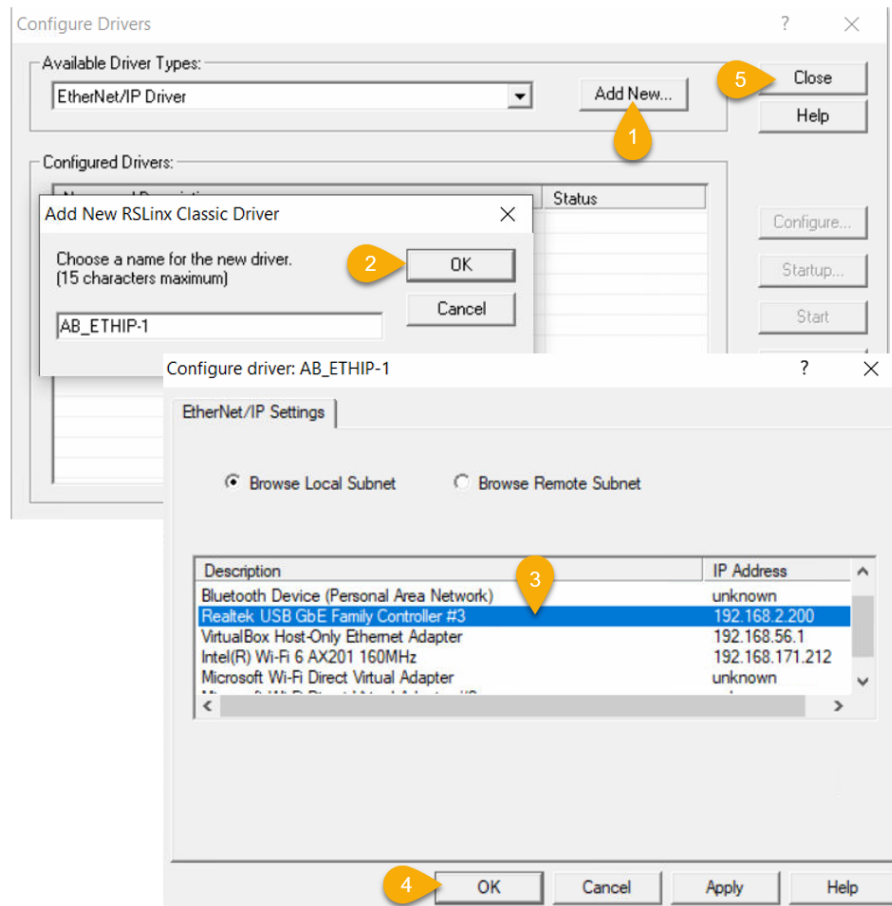 Configure Drivers
?
Available Driver Types:
EtherNet/IP Driver
Add New...
1
5
Close
Help
Configured Drivers:
Status
Configure...
Startup...
Start
Add New RSLinx Classic Driver
Choose a name for the new driver.
(15 characters maximum)
2
OK
Cancel
AB_ETHIP-1
Configure driver: AB_ETHIP-1
?
EtherNet/IP Settings
Browse Local Subnet
Browse Remote Subnet
3
Description IP Address
Bluetooth Device (Personal Area Network) unknown
Realtek USB GbE Family Controller #3 192.168.2.200
VirtualBox Host-Only Ethernet Adapter 192.168.56.1
Intel(R) Wi-Fi 6 AX201 160MHz 192.168.171.212
Microsoft Wi-Fi Direct Virtual Adapter unknown
4
OK Cancel Apply Help